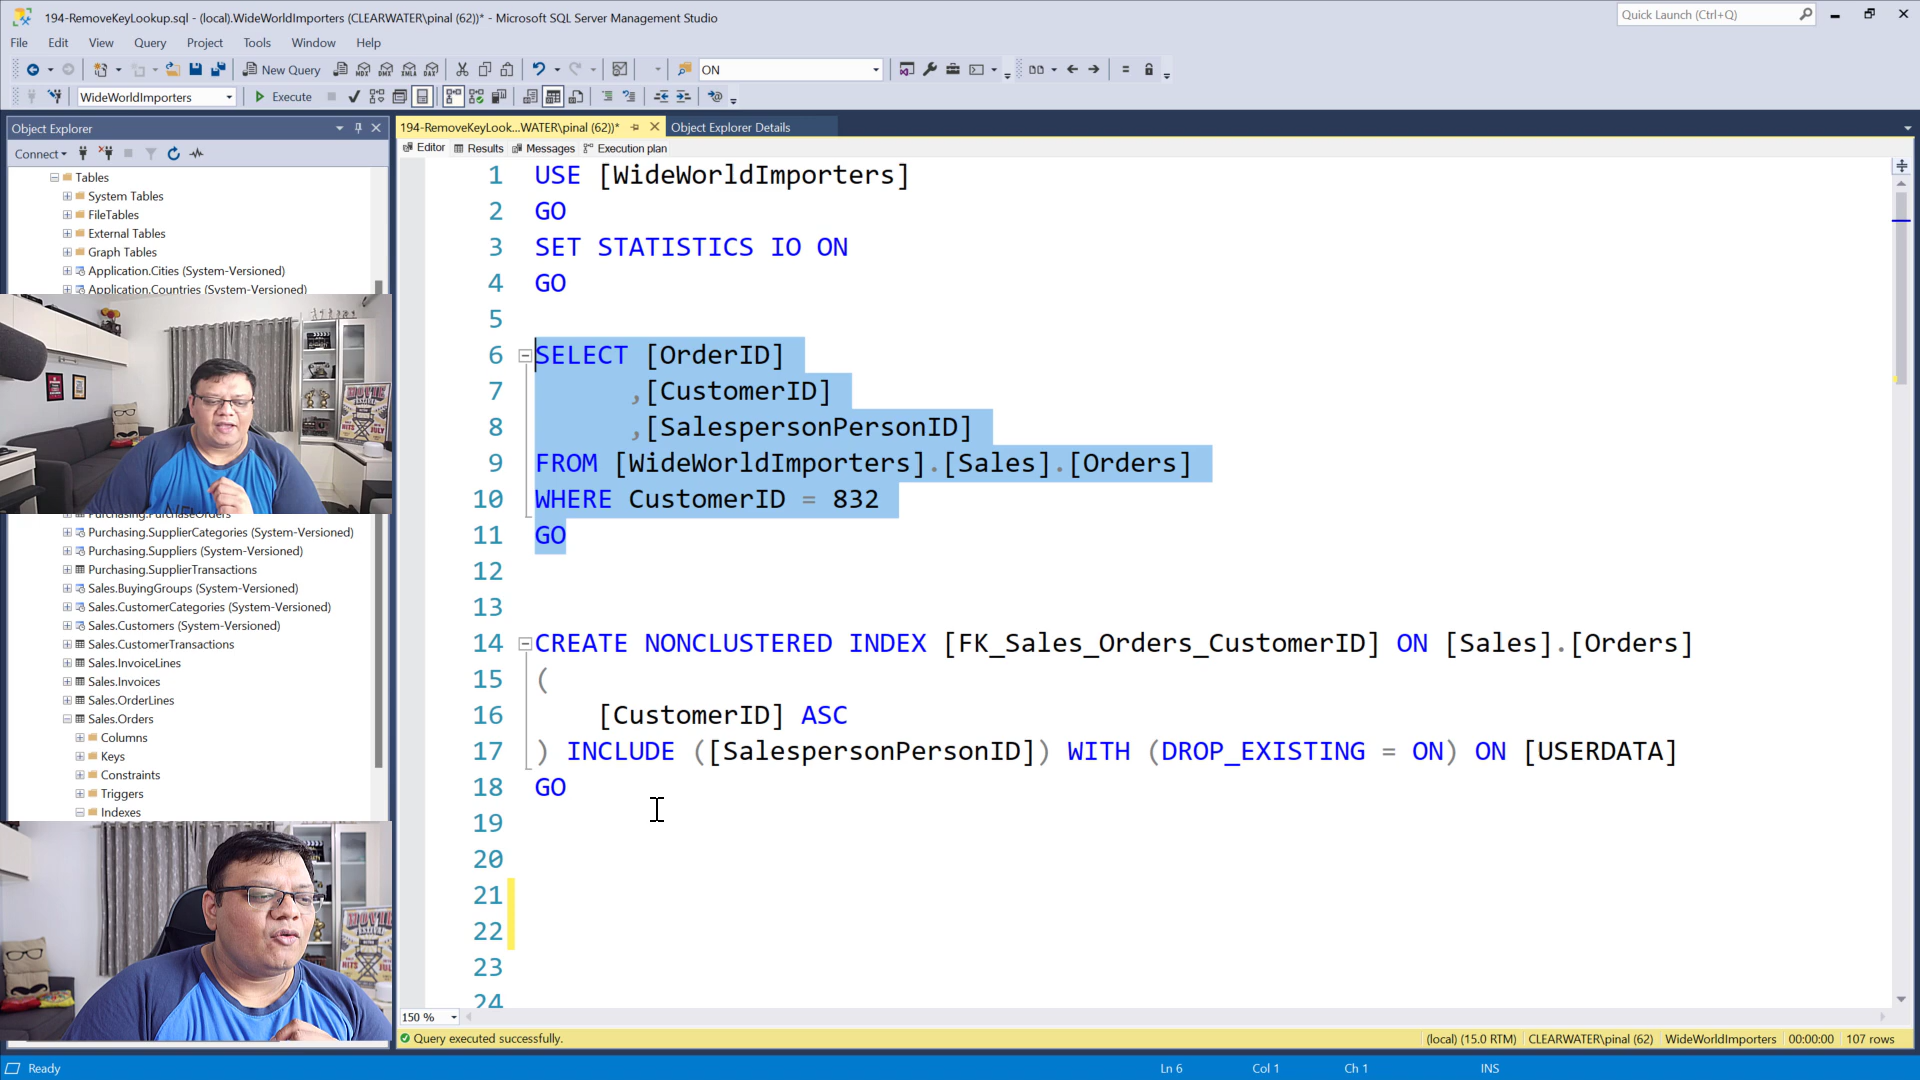 194-RemoveKeyLookup.sql - (local).WideWorldImporters (CLEARWATER\pinal (62))* - Microsoft SQL Server Management Studio
Quick Launch (Ctrl+Q)
File Edit View Query Project Tools Window Help
New Query
MDX DMX XMLA DAX
ON
WideWorldImporters
Execute
Object Explorer
194-RemoveKeyLook...WATER\pinal (62))*
Object Explorer Details
Connect
Editor Results Messages Execution plan
Tables
System Tables
FileTables
External Tables
Graph Tables
Application.Cities (System-Versioned)
Application.Countries (System-Versioned)
Purchasing.PurchaseOrders
Purchasing.SupplierCategories (System-Versioned)
Purchasing.Suppliers (System-Versioned)
Purchasing.SupplierTransactions
Sales.BuyingGroups (System-Versioned)
Sales.CustomerCategories (System-Versioned)
Sales.Customers (System-Versioned)
Sales.CustomerTransactions
Sales.InvoiceLines
Sales.Invoices
Sales.OrderLines
Sales.Orders
Columns
Keys
Constraints
Triggers
Indexes
MOVIE
1 USE [WideWorldImporters]
2 GO
3 SET STATISTICS IO ON
4 GO
5
6 SELECT [OrderID]
7 ,[CustomerID]
8 ,[SalespersonPersonID]
9 FROM [WideWorldImporters].[Sales].[Orders]
10 WHERE CustomerID = 832
11 GO
12
13
14 CREATE NONCLUSTERED INDEX [FK_Sales_Orders_CustomerID] ON [Sales].[Orders]
15 (
16 [CustomerID] ASC
17 ) INCLUDE ([SalespersonPersonID]) WITH (DROP_EXISTING = ON) ON [USERDATA]
18 GO
19
20
21
22
23
24
150 %
Query executed successfully.
(local) (15.0 RTM) CLEARWATER\pinal (62) WideWorldImporters 00:00:00 107 rows
Ready
Ln 6 Col 1 Ch 1 INS